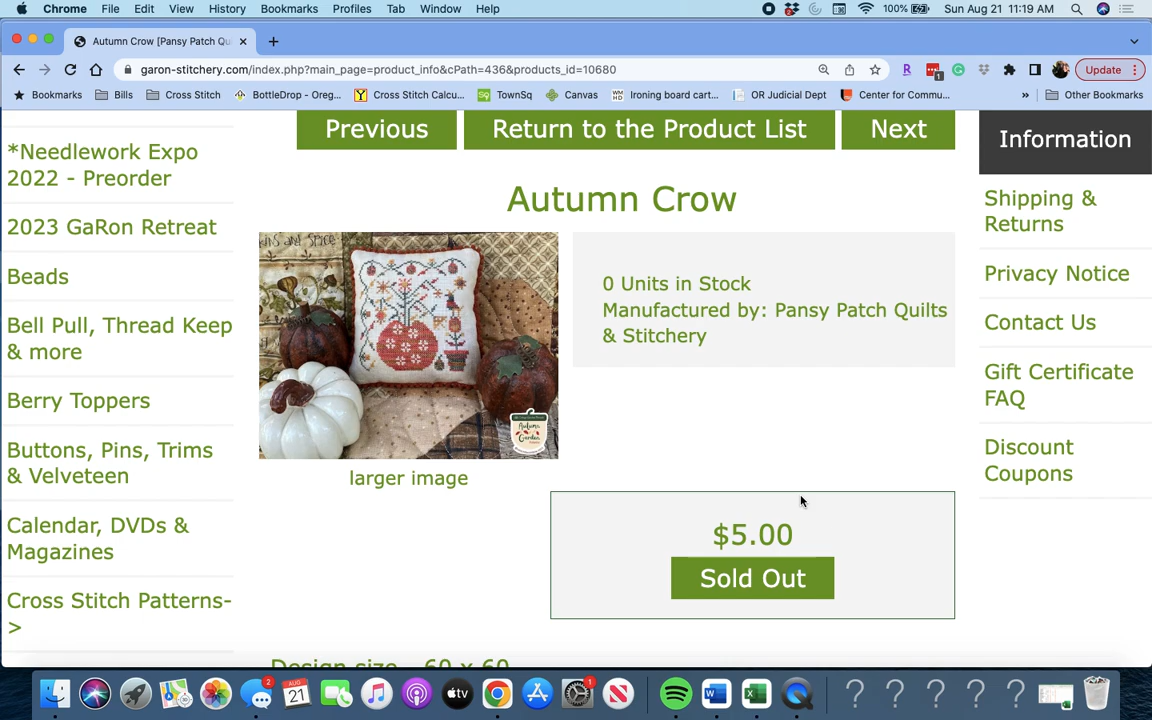 Chrome File Edit View History Bookmarks Profiles Tab Window Help 100% Sun Aug 21 11:19 AM
Autumn Crow [Pansy Patch Qu
garon-stitchery.com/index.php?main_page=product_info&cPath=436&products_id=10680 Update
Bookmarks Bills Cross Stitch BottleDrop - Oreg... Cross Stitch Calcu... TownSq Canvas Ironing board cart... OR Judicial Dept Center for Commu... » Other Bookmarks
Previous Return to the Product List Next
Information
*Needlework Expo
2022 - Preorder
2023 GaRon Retreat
Beads
Bell Pull, Thread Keep
& more
Berry Toppers
Buttons, Pins, Trims
& Velveteen
Calendar, DVDs &
Magazines
Cross Stitch Patterns-
>
Autumn Crow
Autumn
Garden
larger image
0 Units in Stock
Manufactured by: Pansy Patch Quilts
& Stitchery
$5.00
Sold Out
Design size 60 x 60
Shipping &
Returns
Privacy Notice
Contact Us
Gift Certificate
FAQ
Discount
Coupons
AUG
21
tv